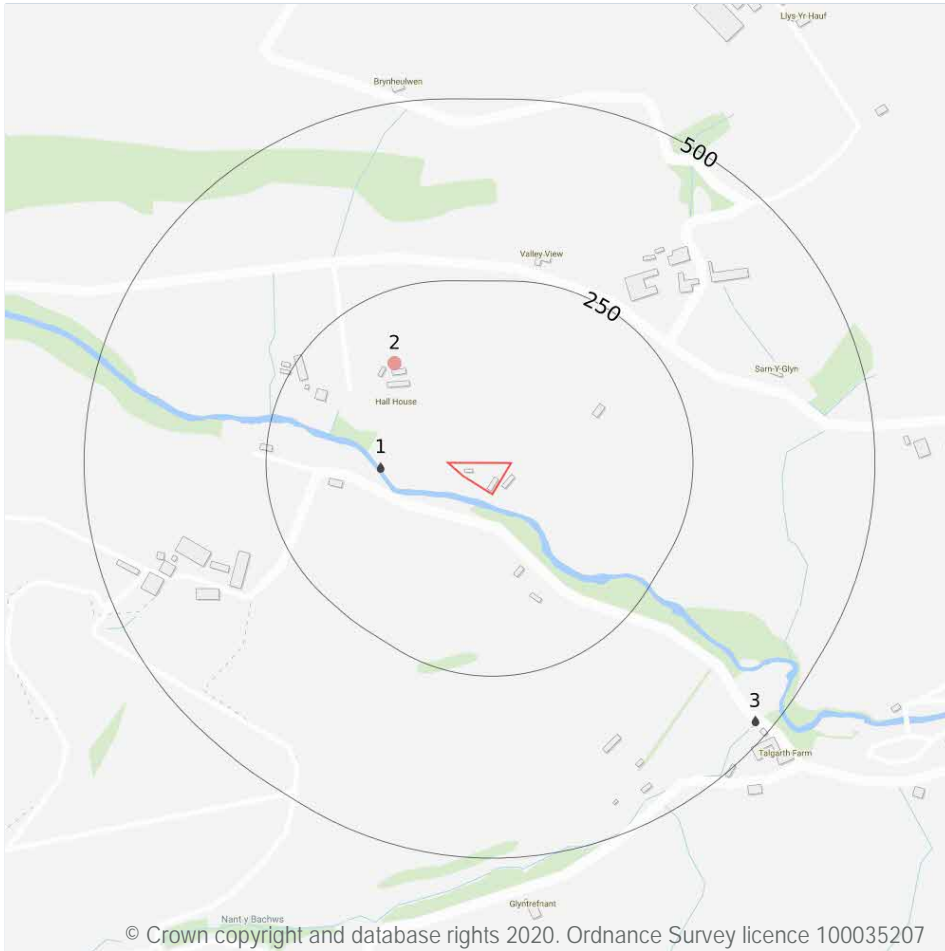 Llys-Yr-Hauf
Brynheulwen
500
Valley View
250
2
Sarn-Y-Glyn
Hall House
1
3
Talgarth Farm
Glyntrefnant
Nant y Bachws
© Crown copyright and database rights 2020. Ordnance Survey licence 100035207